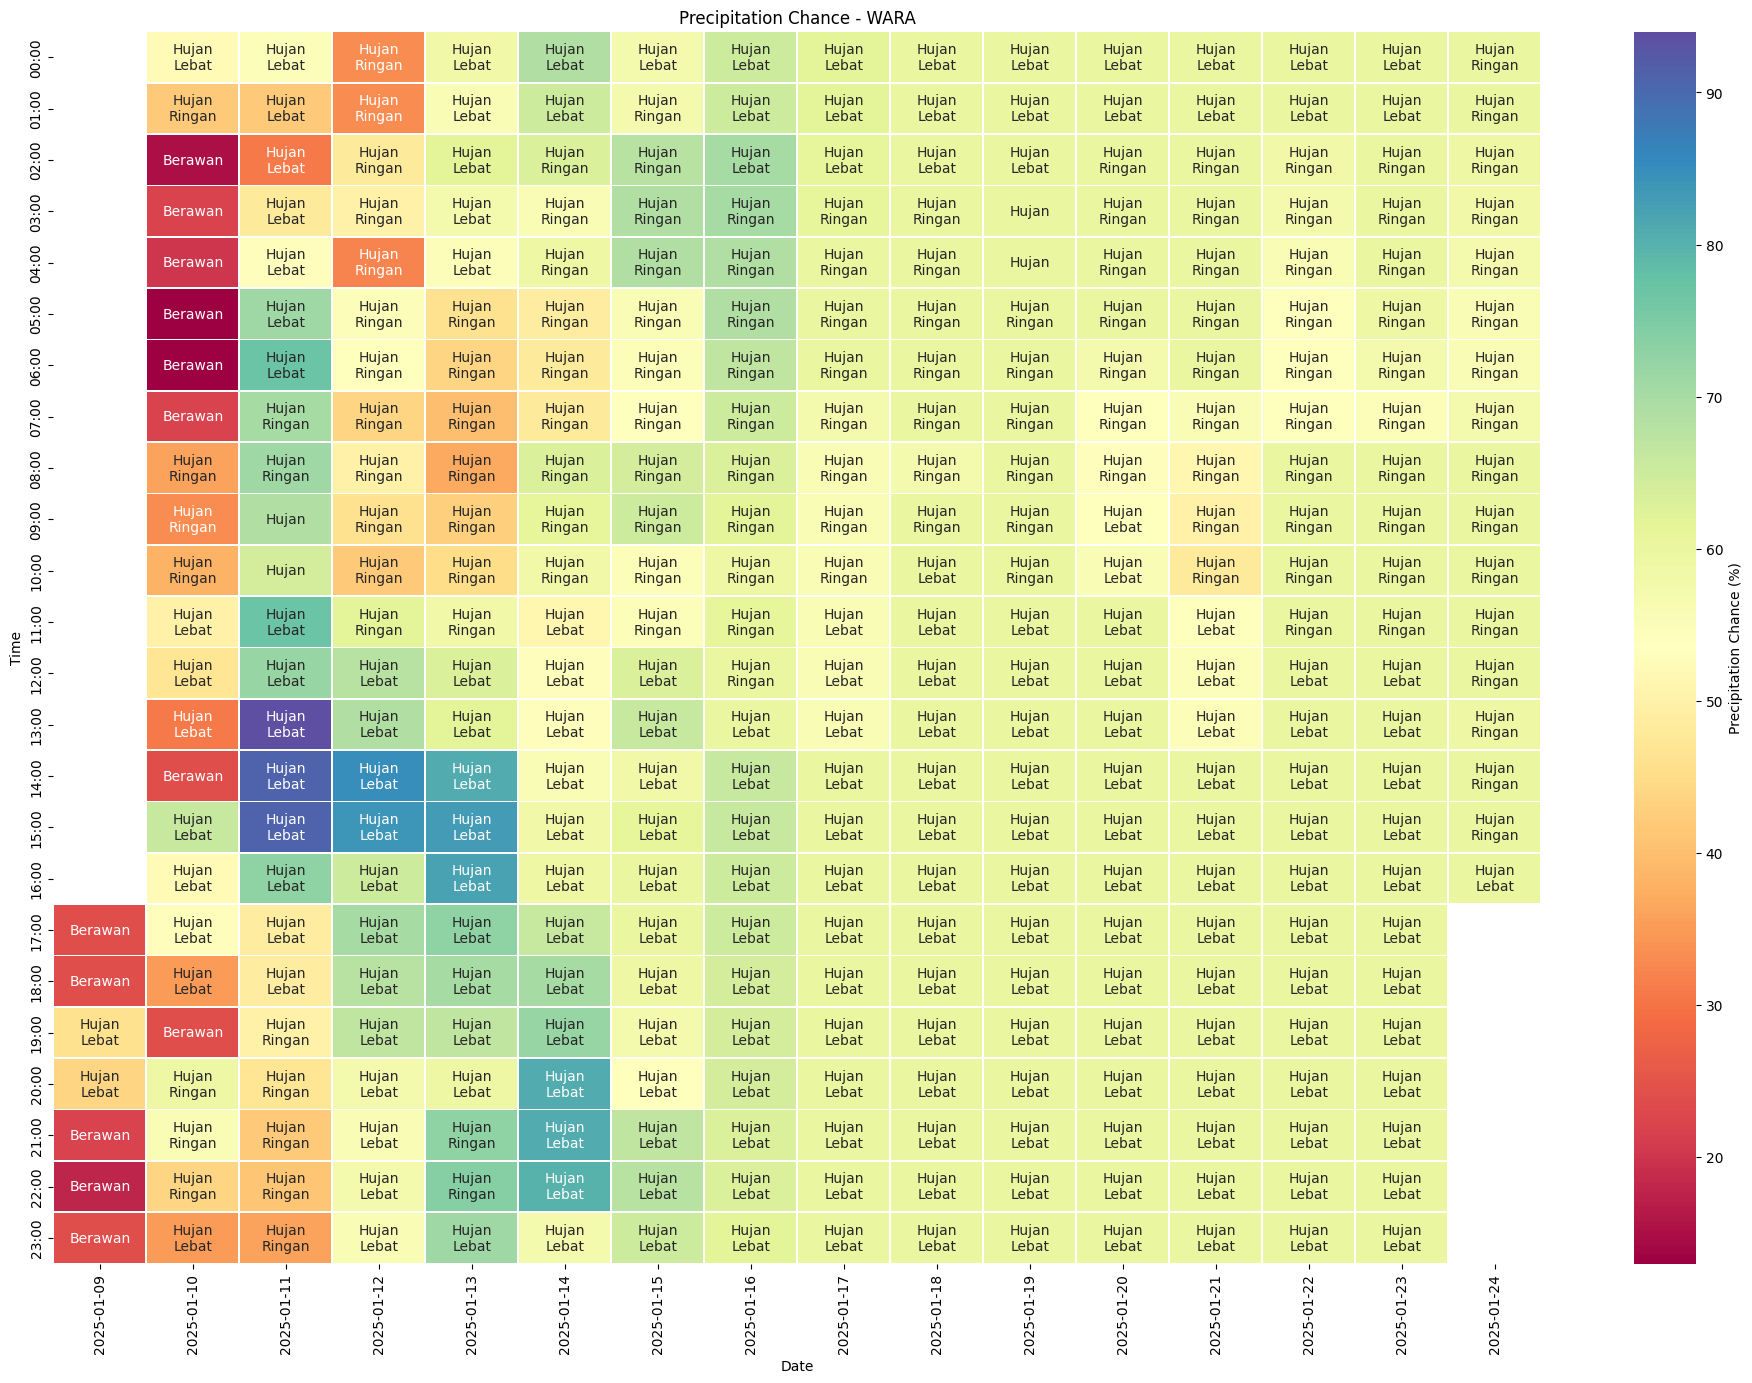 Precipitation Chance - WARA
00:00 Hujan Lebat Hujan Lebat Hujan Ringan Hujan Lebat Hujan Lebat Hujan Lebat Hujan Lebat Hujan Lebat Hujan Lebat Hujan Lebat Hujan Lebat Hujan Lebat Hujan Lebat Hujan Lebat Hujan Ringan
01:00 Hujan Ringan Hujan Lebat Hujan Ringan Hujan Lebat Hujan Lebat Hujan Ringan Hujan Lebat Hujan Lebat Hujan Lebat Hujan Lebat Hujan Lebat Hujan Lebat Hujan Lebat Hujan Lebat Hujan Ringan
02:00 Berawan Hujan Lebat Hujan Ringan Hujan Lebat Hujan Ringan Hujan Ringan Hujan Lebat Hujan Lebat Hujan Lebat Hujan Lebat Hujan Ringan Hujan Ringan Hujan Ringan Hujan Ringan Hujan Ringan
03:00 Berawan Hujan Lebat Hujan Ringan Hujan Lebat Hujan Ringan Hujan Ringan Hujan Ringan Hujan Ringan Hujan Ringan Hujan Hujan Ringan Hujan Ringan Hujan Ringan Hujan Ringan Hujan Ringan
04:00 Berawan Hujan Lebat Hujan Ringan Hujan Lebat Hujan Ringan Hujan Ringan Hujan Ringan Hujan Ringan Hujan Ringan Hujan Hujan Ringan Hujan Ringan Hujan Ringan Hujan Ringan Hujan Ringan
05:00 Berawan Hujan Lebat Hujan Ringan Hujan Ringan Hujan Ringan Hujan Ringan Hujan Ringan Hujan Ringan Hujan Ringan Hujan Ringan Hujan Ringan Hujan Ringan Hujan Ringan Hujan Ringan Hujan Ringan
06:00 Berawan Hujan Lebat Hujan Ringan Hujan Ringan Hujan Ringan Hujan Ringan Hujan Ringan Hujan Ringan Hujan Ringan Hujan Ringan Hujan Ringan Hujan Ringan Hujan Ringan Hujan Ringan Hujan Ringan
07:00 Berawan Hujan Ringan Hujan Ringan Hujan Ringan Hujan Ringan Hujan Ringan Hujan Ringan Hujan Ringan Hujan Ringan Hujan Ringan Hujan Ringan Hujan Ringan Hujan Ringan Hujan Ringan Hujan Ringan
08:00 Hujan Ringan Hujan Ringan Hujan Ringan Hujan Ringan Hujan Ringan Hujan Ringan Hujan Ringan Hujan Ringan Hujan Ringan Hujan Ringan Hujan Ringan Hujan Ringan Hujan Ringan Hujan Ringan Hujan Ringan
09:00 Hujan Ringan Hujan Hujan Ringan Hujan Ringan Hujan Ringan Hujan Ringan Hujan Ringan Hujan Ringan Hujan Ringan Hujan Ringan Hujan Lebat Hujan Ringan Hujan Ringan Hujan Ringan Hujan Ringan
10:00 Hujan Ringan Hujan Hujan Ringan Hujan Ringan Hujan Ringan Hujan Ringan Hujan Ringan Hujan Ringan Hujan Lebat Hujan Ringan Hujan Lebat Hujan Ringan Hujan Ringan Hujan Ringan Hujan Ringan
11:00 Hujan Lebat Hujan Lebat Hujan Ringan Hujan Ringan Hujan Lebat Hujan Ringan Hujan Ringan Hujan Lebat Hujan Lebat Hujan Lebat Hujan Lebat Hujan Lebat Hujan Ringan Hujan Ringan Hujan Ringan
12:00 Hujan Lebat Hujan Lebat Hujan Lebat Hujan Lebat Hujan Lebat Hujan Lebat Hujan Ringan Hujan Lebat Hujan Lebat Hujan Lebat Hujan Lebat Hujan Lebat Hujan Lebat Hujan Lebat Hujan Ringan
13:00 Hujan Lebat Hujan Lebat Hujan Lebat Hujan Lebat Hujan Lebat Hujan Lebat Hujan Lebat Hujan Lebat Hujan Lebat Hujan Lebat Hujan Lebat Hujan Lebat Hujan Lebat Hujan Lebat Hujan Ringan
14:00 Berawan Hujan Lebat Hujan Lebat Hujan Lebat Hujan Lebat Hujan Lebat Hujan Lebat Hujan Lebat Hujan Lebat Hujan Lebat Hujan Lebat Hujan Lebat Hujan Lebat Hujan Lebat Hujan Ringan
15:00 Hujan Lebat Hujan Lebat Hujan Lebat Hujan Lebat Hujan Lebat Hujan Lebat Hujan Lebat Hujan Lebat Hujan Lebat Hujan Lebat Hujan Lebat Hujan Lebat Hujan Lebat Hujan Lebat Hujan Ringan
16:00 Hujan Lebat Hujan Lebat Hujan Lebat Hujan Lebat Hujan Lebat Hujan Lebat Hujan Lebat Hujan Lebat Hujan Lebat Hujan Lebat Hujan Lebat Hujan Lebat Hujan Lebat Hujan Lebat Hujan Lebat
17:00 Berawan Hujan Lebat Hujan Lebat Hujan Lebat Hujan Lebat Hujan Lebat Hujan Lebat Hujan Lebat Hujan Lebat Hujan Lebat Hujan Lebat Hujan Lebat Hujan Lebat Hujan Lebat Hujan Lebat
18:00 Berawan Hujan Lebat Hujan Lebat Hujan Lebat Hujan Lebat Hujan Lebat Hujan Lebat Hujan Lebat Hujan Lebat Hujan Lebat Hujan Lebat Hujan Lebat Hujan Lebat Hujan Lebat Hujan Lebat
19:00 Hujan Lebat Berawan Hujan Ringan Hujan Lebat Hujan Lebat Hujan Lebat Hujan Lebat Hujan Lebat Hujan Lebat Hujan Lebat Hujan Lebat Hujan Lebat Hujan Lebat Hujan Lebat Hujan Lebat
20:00 Hujan Lebat Hujan Ringan Hujan Ringan Hujan Lebat Hujan Lebat Hujan Lebat Hujan Lebat Hujan Lebat Hujan Lebat Hujan Lebat Hujan Lebat Hujan Lebat Hujan Lebat Hujan Lebat Hujan Lebat
21:00 Berawan Hujan Ringan Hujan Ringan Hujan Lebat Hujan Ringan Hujan Lebat Hujan Lebat Hujan Lebat Hujan Lebat Hujan Lebat Hujan Lebat Hujan Lebat Hujan Lebat Hujan Lebat Hujan Lebat
22:00 Berawan Hujan Ringan Hujan Ringan Hujan Lebat Hujan Ringan Hujan Lebat Hujan Lebat Hujan Lebat Hujan Lebat Hujan Lebat Hujan Lebat Hujan Lebat Hujan Lebat Hujan Lebat Hujan Lebat
23:00 Berawan Hujan Lebat Hujan Ringan Hujan Lebat Hujan Lebat Hujan Lebat Hujan Lebat Hujan Lebat Hujan Lebat Hujan Lebat Hujan Lebat Hujan Lebat Hujan Lebat Hujan Lebat Hujan Lebat
Time
2025-01-09 2025-01-10 2025-01-11 2025-01-12 2025-01-13 2025-01-14 2025-01-15 2025-01-16 2025-01-17 2025-01-18 2025-01-19 2025-01-20 2025-01-21 2025-01-22 2025-01-23 2025-01-24
Date
90
80
70
60
50
40
30
20
Precipitation Chance (%)